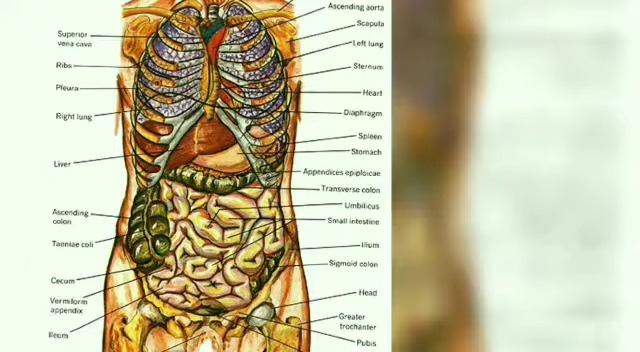 Superior
vena cava
Ribs
Pleura
Right lung
Liver
Ascending
colon
Taeniae coli
Cecum
Vermiform
appendix
Ileum
Ascending aorta
Scapula
Left lung
Sternum
Heart
Diaphragm
Spleen
Stomach
Appendices epiploicae
Transverse colon
Umbilicus
Small intestine
Ilium
Sigmoid colon
Head
Greater
trochanter
Pubis